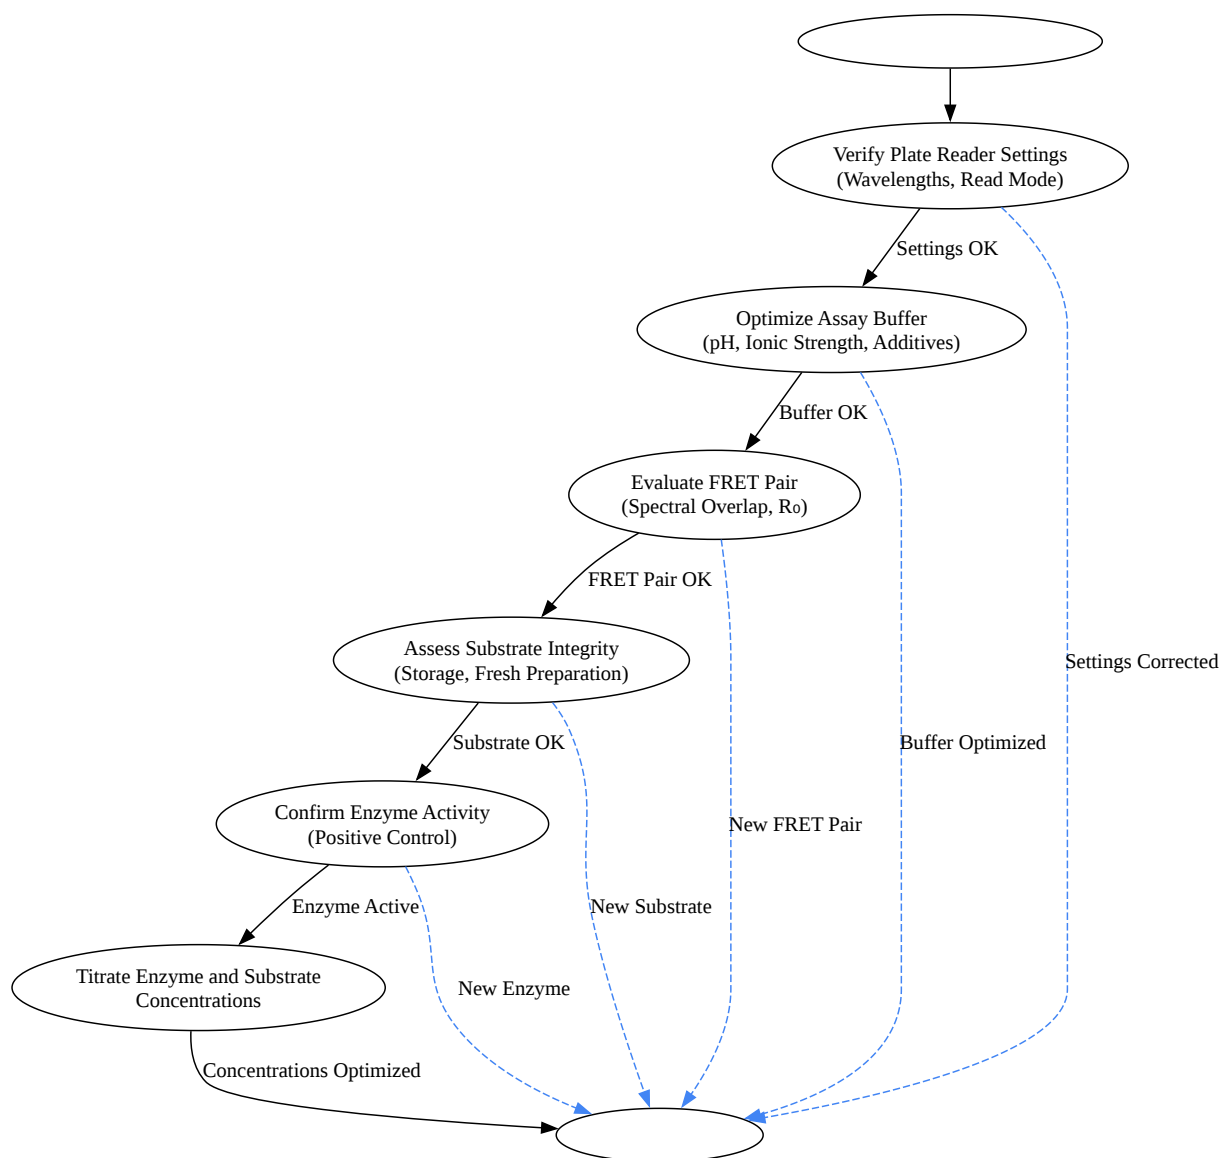 Verify Plate Reader Settings
(Wavelengths, Read Mode)
Settings OK
Optimize Assay Buffer
(pH, Ionic Strength, Additives)
Buffer OK
Evaluate FRET Pair
(Spectral Overlap, R₀)
FRET Pair OK
Assess Substrate Integrity
(Storage, Fresh Preparation)
Settings Corrected
Substrate OK
Buffer Optimized
Confirm Enzyme Activity
(Positive Control)
New FRET Pair
Enzyme Active
New Substrate
Titrate Enzyme and Substrate
Concentrations
New Enzyme
Concentrations Optimized